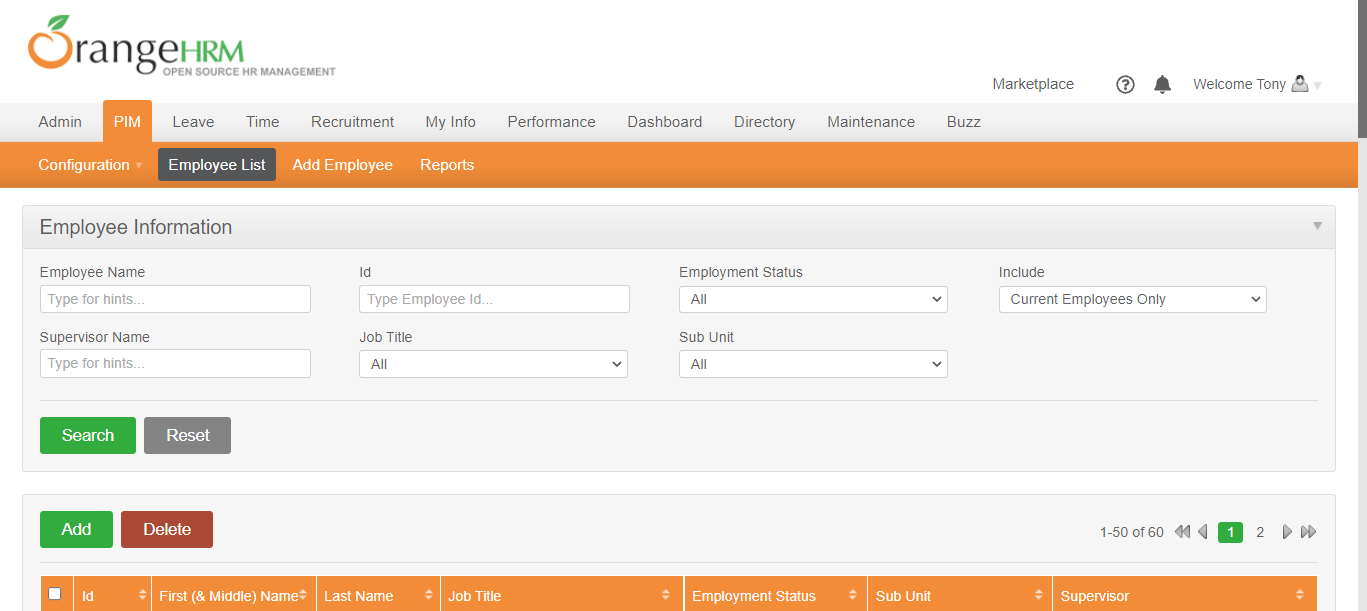 OrangeHRM
OPEN SOURCE HR MANAGEMENT
Marketplace ? Welcome Tony
Admin PIM Leave Time Recruitment My Info Performance Dashboard Directory Maintenance Buzz
Configuration Employee List Add Employee Reports
Employee Information
Employee Name Id Employment Status Include
Type for hints... Type Employee Id... All Current Employees Only
Supervisor Name Job Title Sub Unit
Type for hints... All All
Search Reset
Add Delete 1-50 of 60 1 2
Id First (& Middle) Name Last Name Job Title Employment Status Sub Unit Supervisor